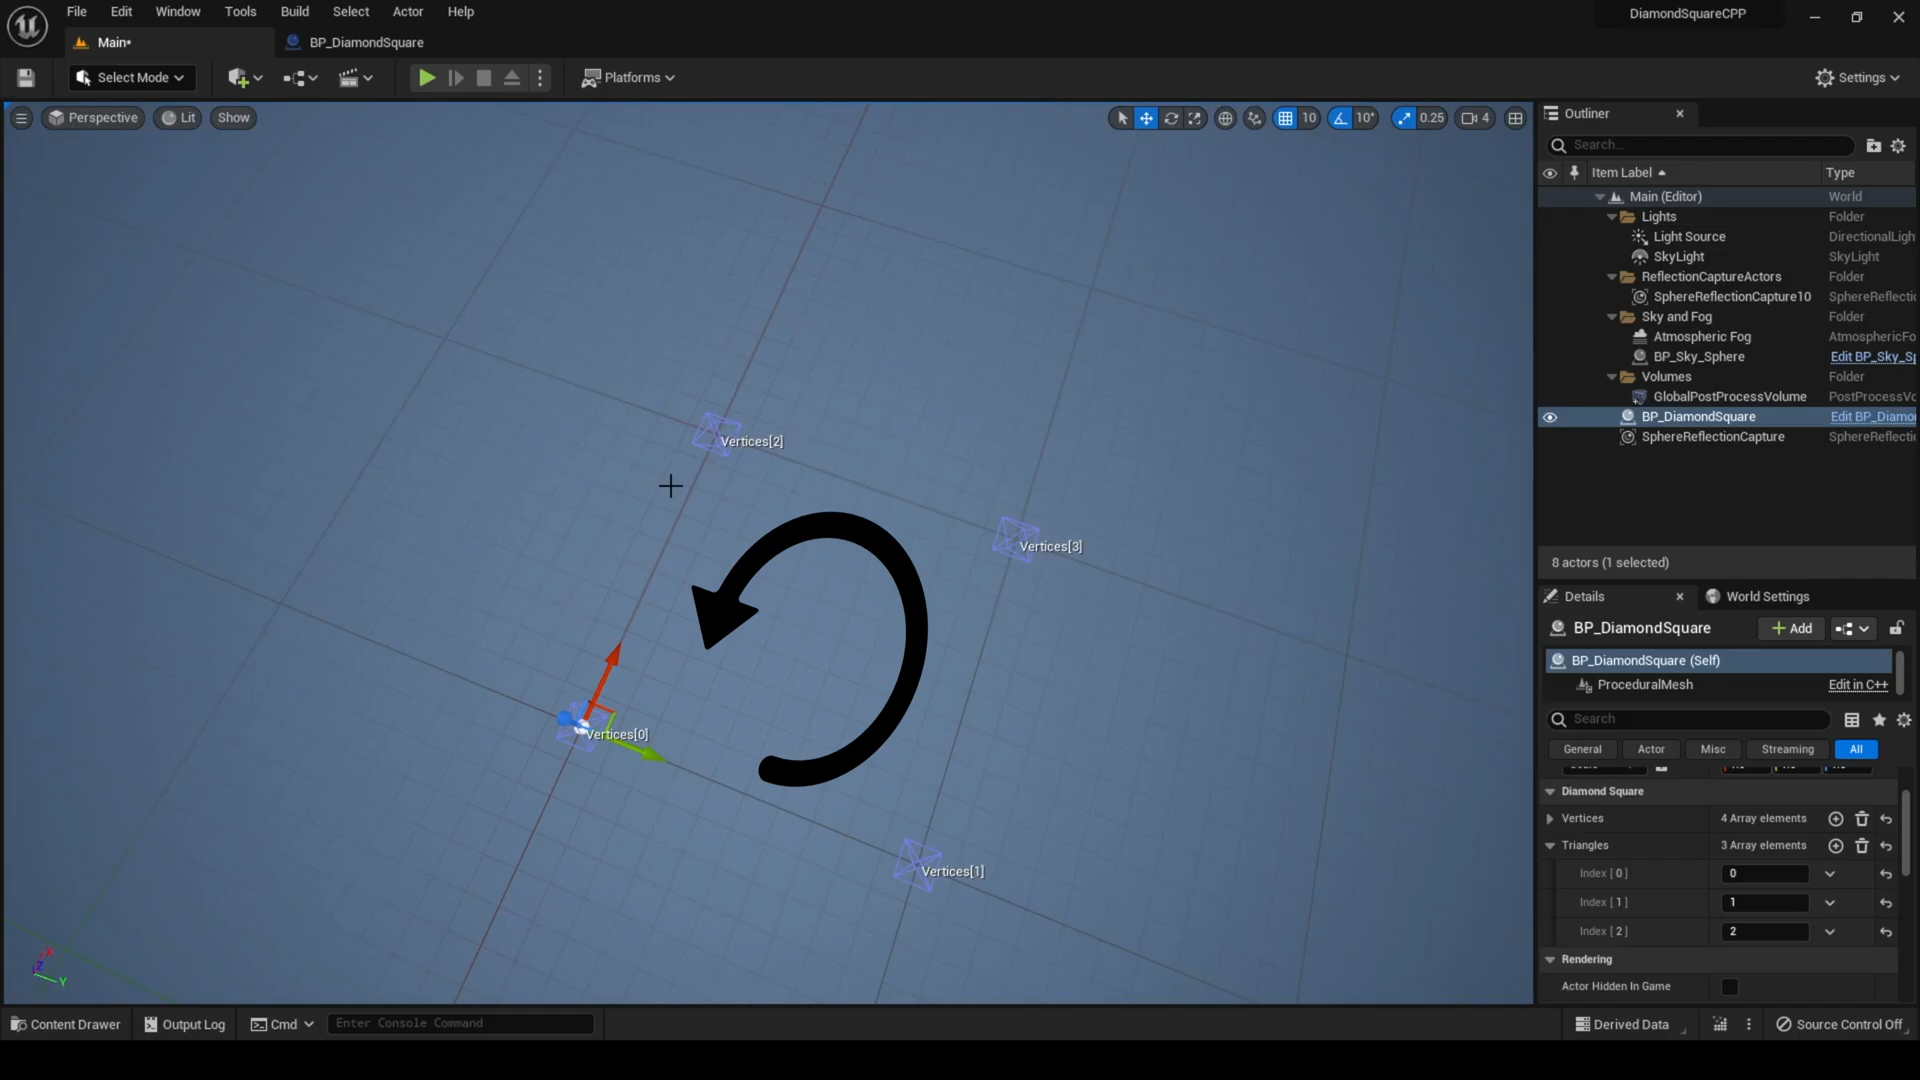 File Edit Window Tools Build Select Actor Help
DiamondSquareCPP
Main*
BP_DiamondSquare
Select Mode
Platforms
Settings
Perspective
Lit
Show
10
10°
0.25
4
Vertices[2]
Vertices[3]
Vertices[0]
Vertices[1]
X
Z
Y
Outliner
Search...
Item Label
Type
Main (Editor)
World
Lights
Folder
Light Source
DirectionalLigh
SkyLight
SkyLight
ReflectionCaptureActors
Folder
SphereReflectionCapture10
SphereReflectic
Sky and Fog
Folder
Atmospheric Fog
AtmosphericFo
BP_Sky_Sphere
Edit BP_Sky_Sp
Volumes
Folder
GlobalPostProcessVolume
PostProcessVo
BP_DiamondSquare
Edit BP_Diamo
SphereReflectionCapture
SphereReflectic
8 actors (1 selected)
Details
World Settings
BP_DiamondSquare
Add
BP_DiamondSquare (Self)
ProceduralMesh
Edit in C++
Search
General
Actor
Misc
Streaming
All
Diamond Square
Vertices
4 Array elements
Triangles
3 Array elements
Index [ 0 ]
0
Index [ 1 ]
1
Index [ 2 ]
2
Rendering
Actor Hidden In Game
Content Drawer
Output Log
Cmd
Enter Console Command
Derived Data
Source Control Off